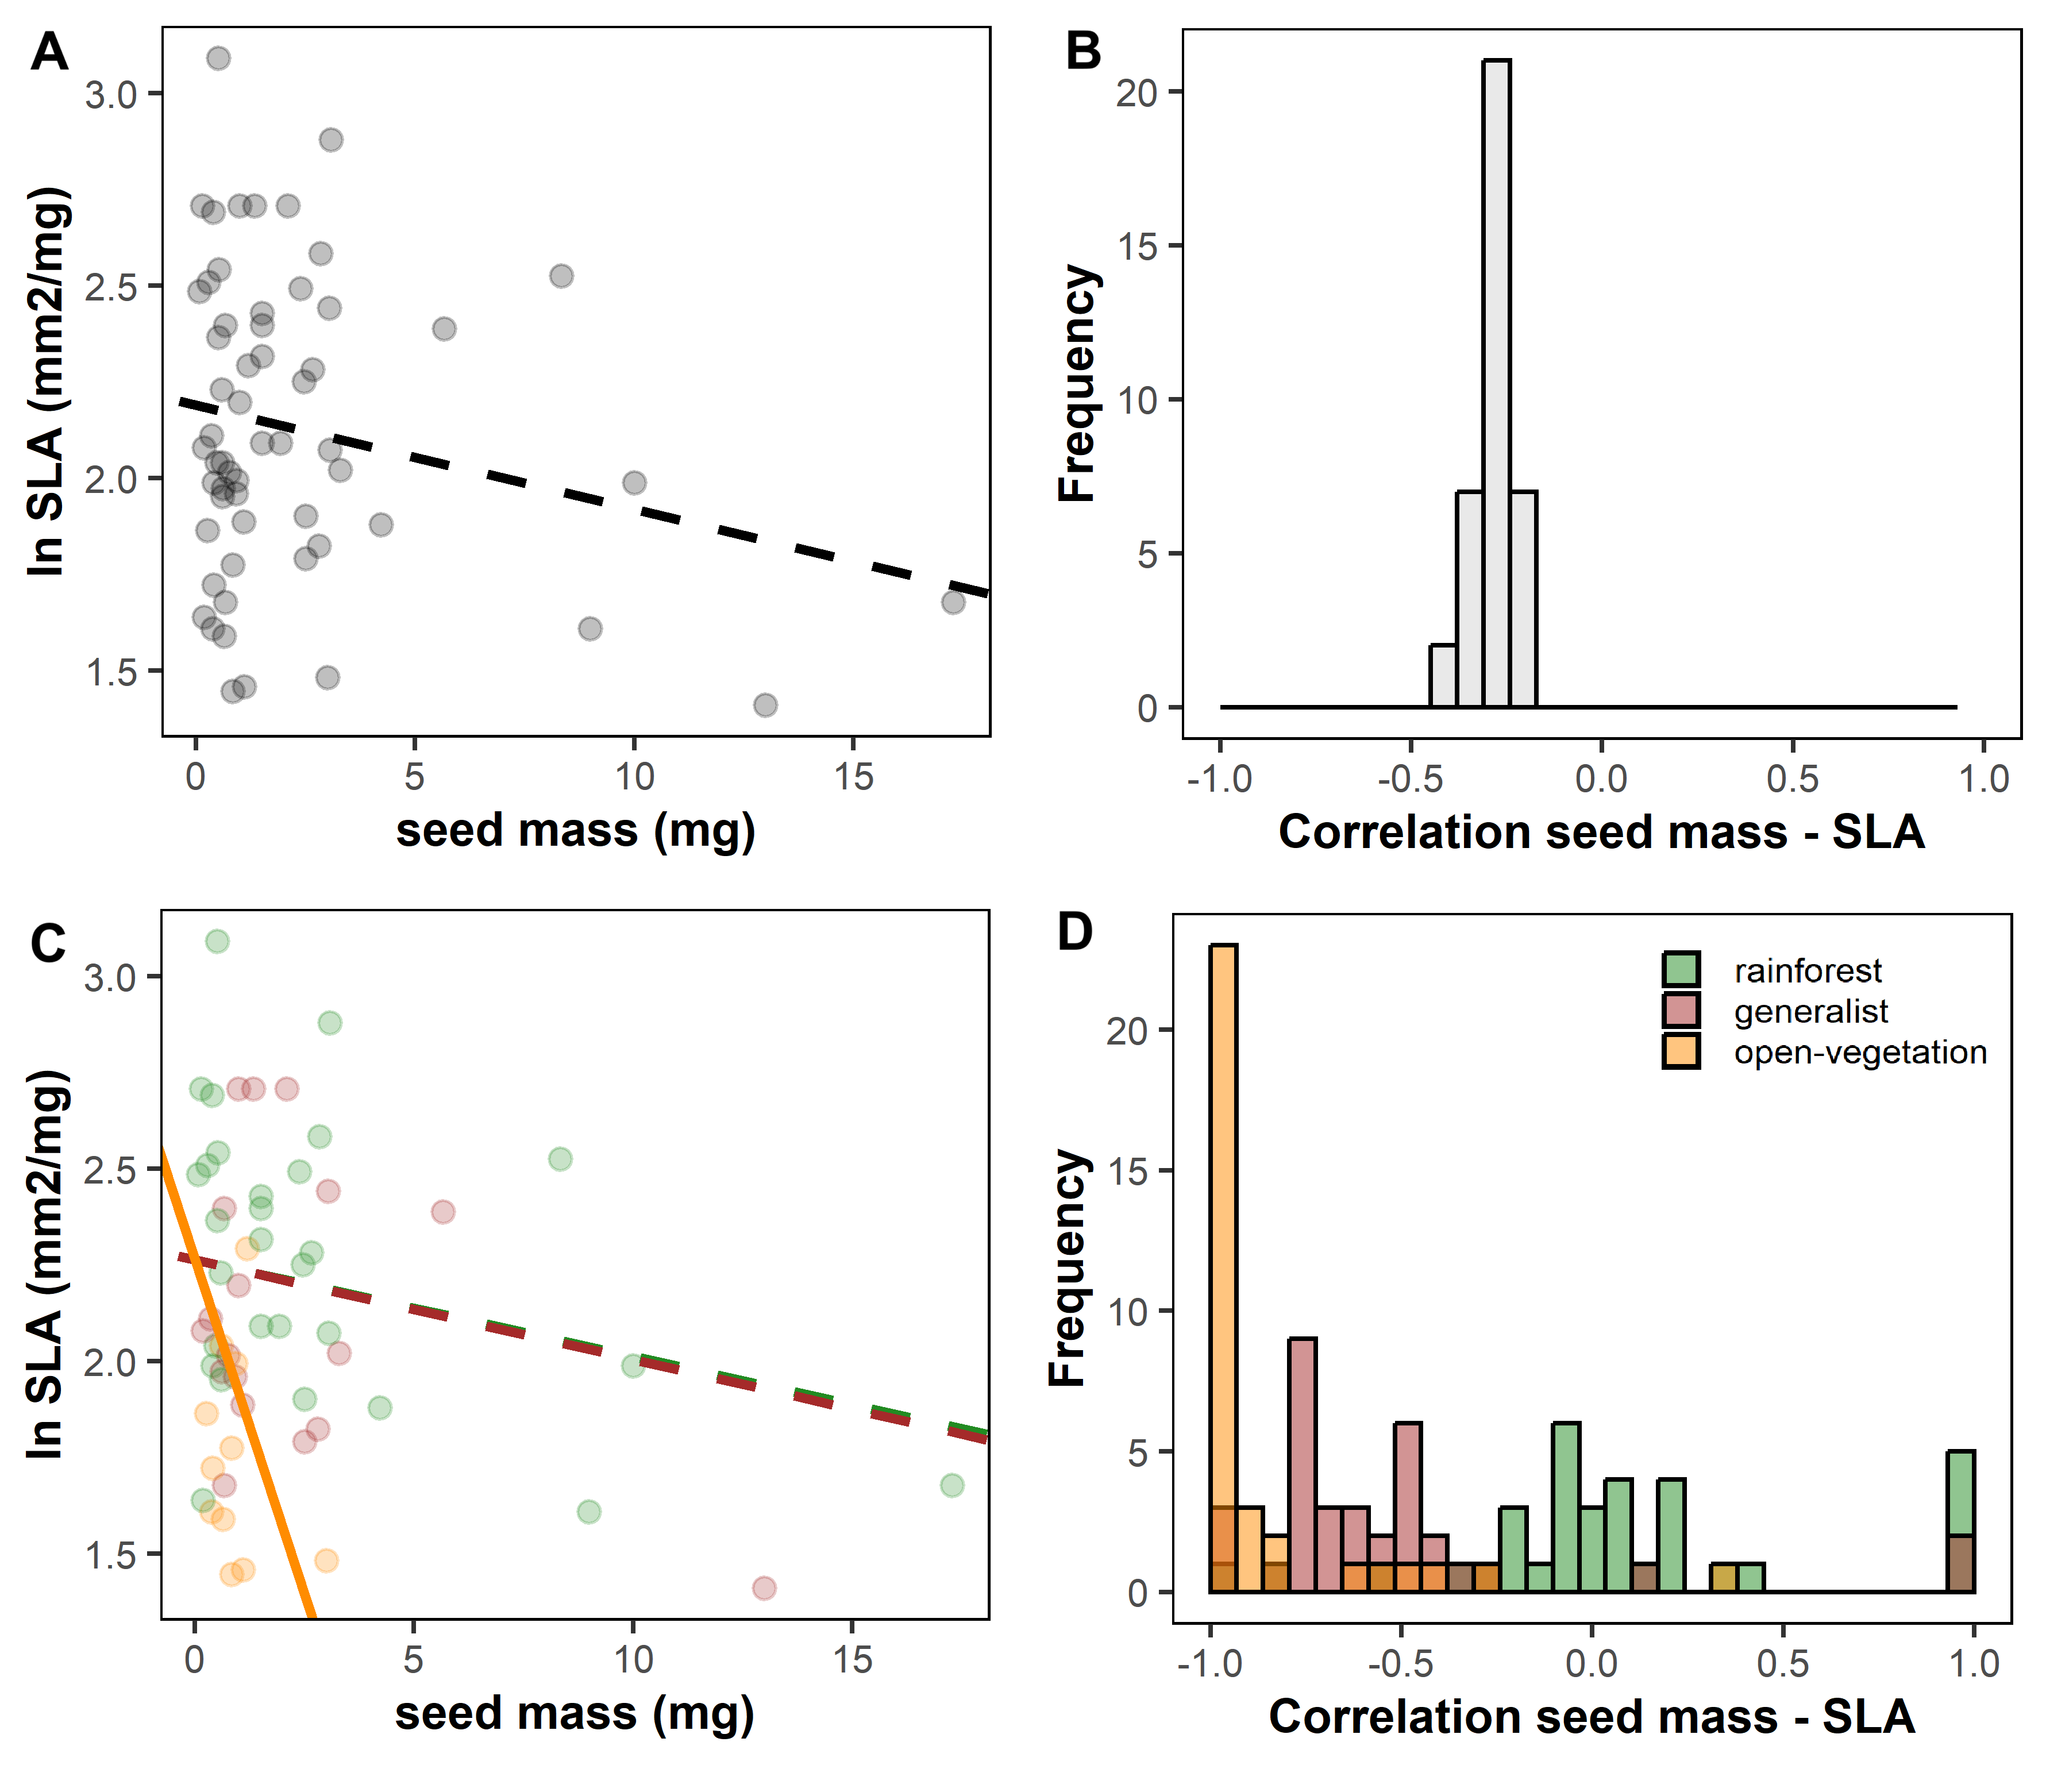 A
ln SLA (mm2/mg)
3.0
2.5
2.0
1.5
0 5 10 15
seed mass (mg)
B
Frequency
20
15
10
5
0
-1.0 -0.5 0.0 0.5 1.0
Correlation seed mass - SLA
C
ln SLA (mm2/mg)
3.0
2.5
2.0
1.5
0 5 10 15
seed mass (mg)
D
Frequency
20
15
10
5
0
rainforest
generalist
open-vegetation
-1.0 -0.5 0.0 0.5 1.0
Correlation seed mass - SLA